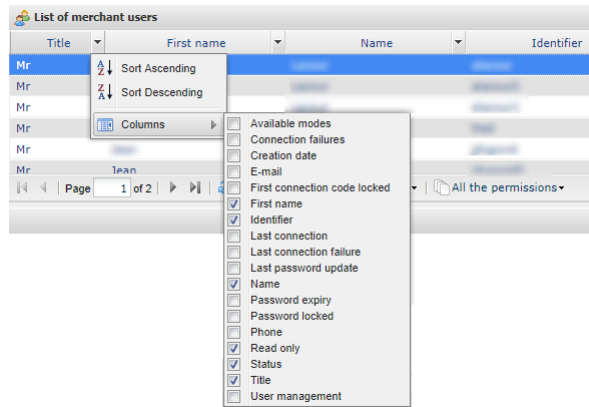 List of merchant users
Title First name Name Identifier
Mr
Mr
Mr
Mr
Mr
Mr Jean
Sort Ascending
Sort Descending
Columns
Page 1 of 2 All the permissions
Available modes
Connection failures
Creation date
E-mail
First connection code locked
First name
Identifier
Last connection
Last connection failure
Last password update
Name
Password expiry
Password locked
Phone
Read only
Status
Title
User management